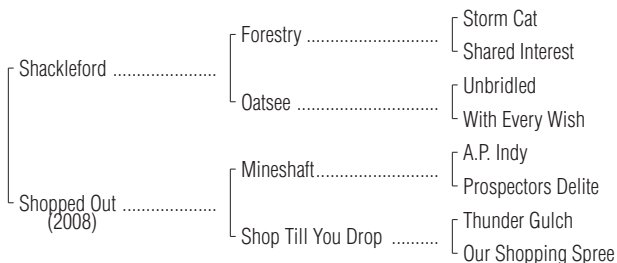 Storm Cat
Forestry ..................................
Shared Interest
Shackleford .......................
Unbridled
Oatsee ....................................
With Every Wish
A.P. Indy
Mineshaft................................
Prospectors Delite
Shopped Out .....................
(2008)
Thunder Gulch
Shop Till You Drop ...........
Our Shopping Spree